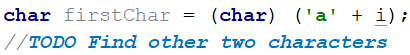 char firstChar = (char) ('a' + i);
//TODO Find other two characters